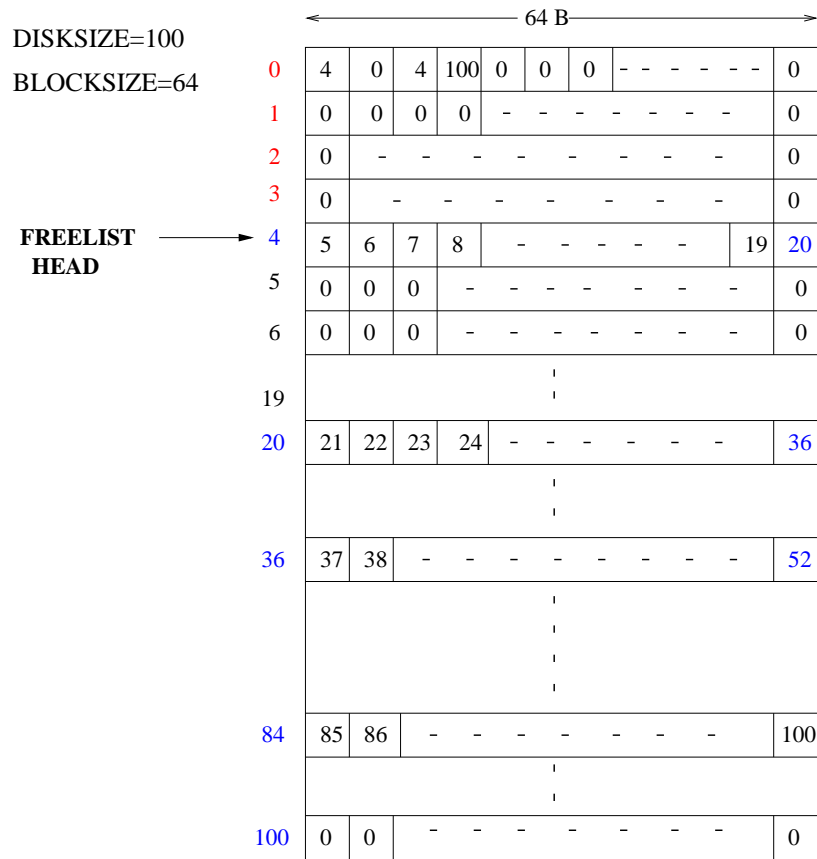 64 B
DISKSIZE=100
BLOCKSIZE=64
0 4 0 4 100 0 0 0 - - - - - - 0
1 0 0 0 0 - - - - - - - 0
2 0 - - - - - - - - - 0
3 0 - - - - - - - 0
FREELIST HEAD 4 5 6 7 8 - - - - - 19 20
5 0 0 0 - - - - - - - 0
6 0 0 0 - - - - - - - 0
19
20 21 22 23 24 - - - - - - 36
36 37 38 - - - - - - - - 52
84 85 86 - - - - - - - 100
100 0 0 - - - - - - - - 0